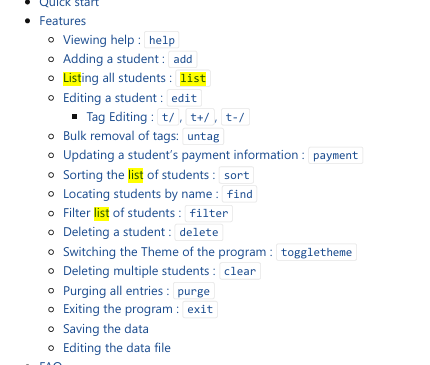 Quick start
Features
Viewing help : help
Adding a student : add
Listing all students : list
Editing a student : edit
Tag Editing : t/ , t+/ , t-/
Bulk removal of tags: untag
Updating a student's payment information : payment
Sorting the list of students : sort
Locating students by name : find
Filter list of students : filter
Deleting a student : delete
Switching the Theme of the program : toggletheme
Deleting multiple students : clear
Purging all entries : purge
Exiting the program : exit
Saving the data
Editing the data file
FAQ